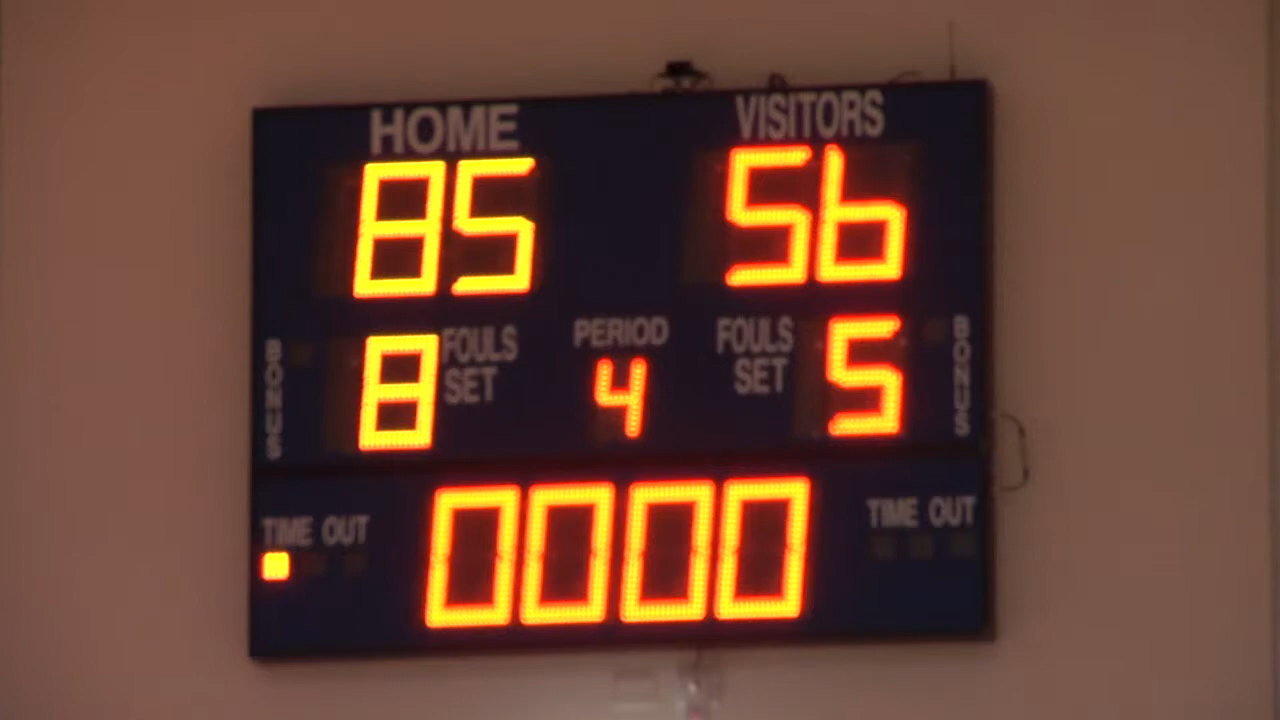 HOME VISITORS
85 56
BONUS 8 FOULS SET PERIOD 4 FOULS SET 5 BONUS
TIME OUT 0000 TIME OUT